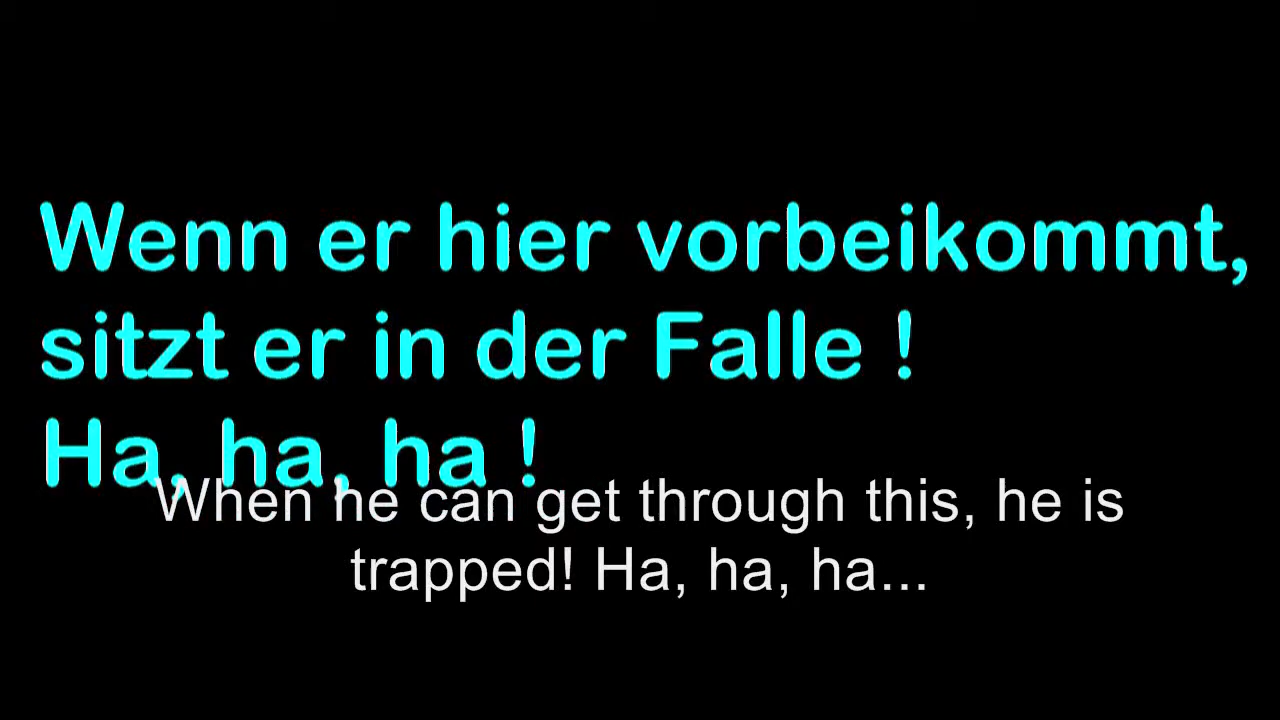 Wenn er hier vorbeikommt,
sitzt er in der Falle !
Ha, ha, ha !
When he can get through this, he is
trapped! Ha, ha, ha...